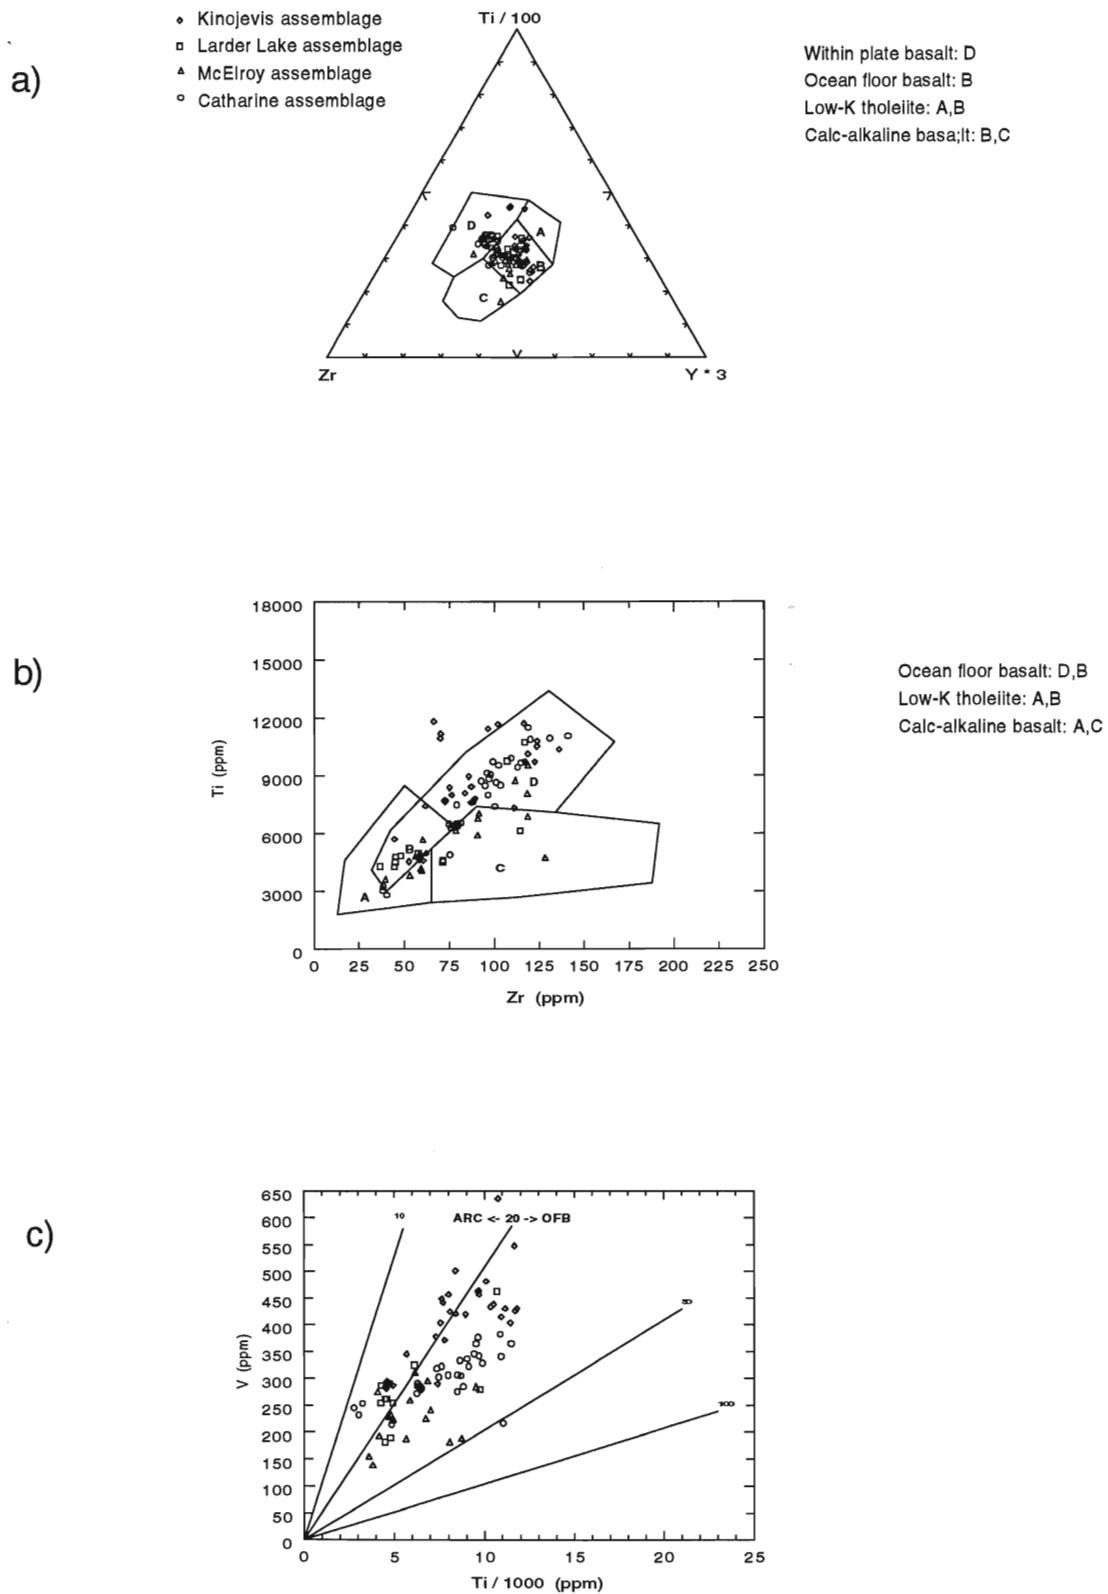 a)
Kinojevis assemblage
Larder Lake assemblage
McElroy assemblage
Catharine assemblage
Ti / 100
Within plate basalt: D
Ocean floor basalt: B
Low-K tholeiite: A,B
Calc-alkaline basa;lt: B,C
D
A
B
C
Zr
Y * 3
b)
Ti (ppm)
18000
15000
12000
9000
6000
3000
0
D
C
A
0 25 50 75 100 125 150 175 200 225 250
Zr (ppm)
Ocean floor basalt: D,B
Low-K tholeiite: A,B
Calc-alkaline basalt: A,C
c)
V (ppm)
650
600
550
500
450
400
350
300
250
200
150
100
50
0
10
ARC <- 20 -> OFB
50
100
0 5 10 15 20 25
Ti / 1000 (ppm)